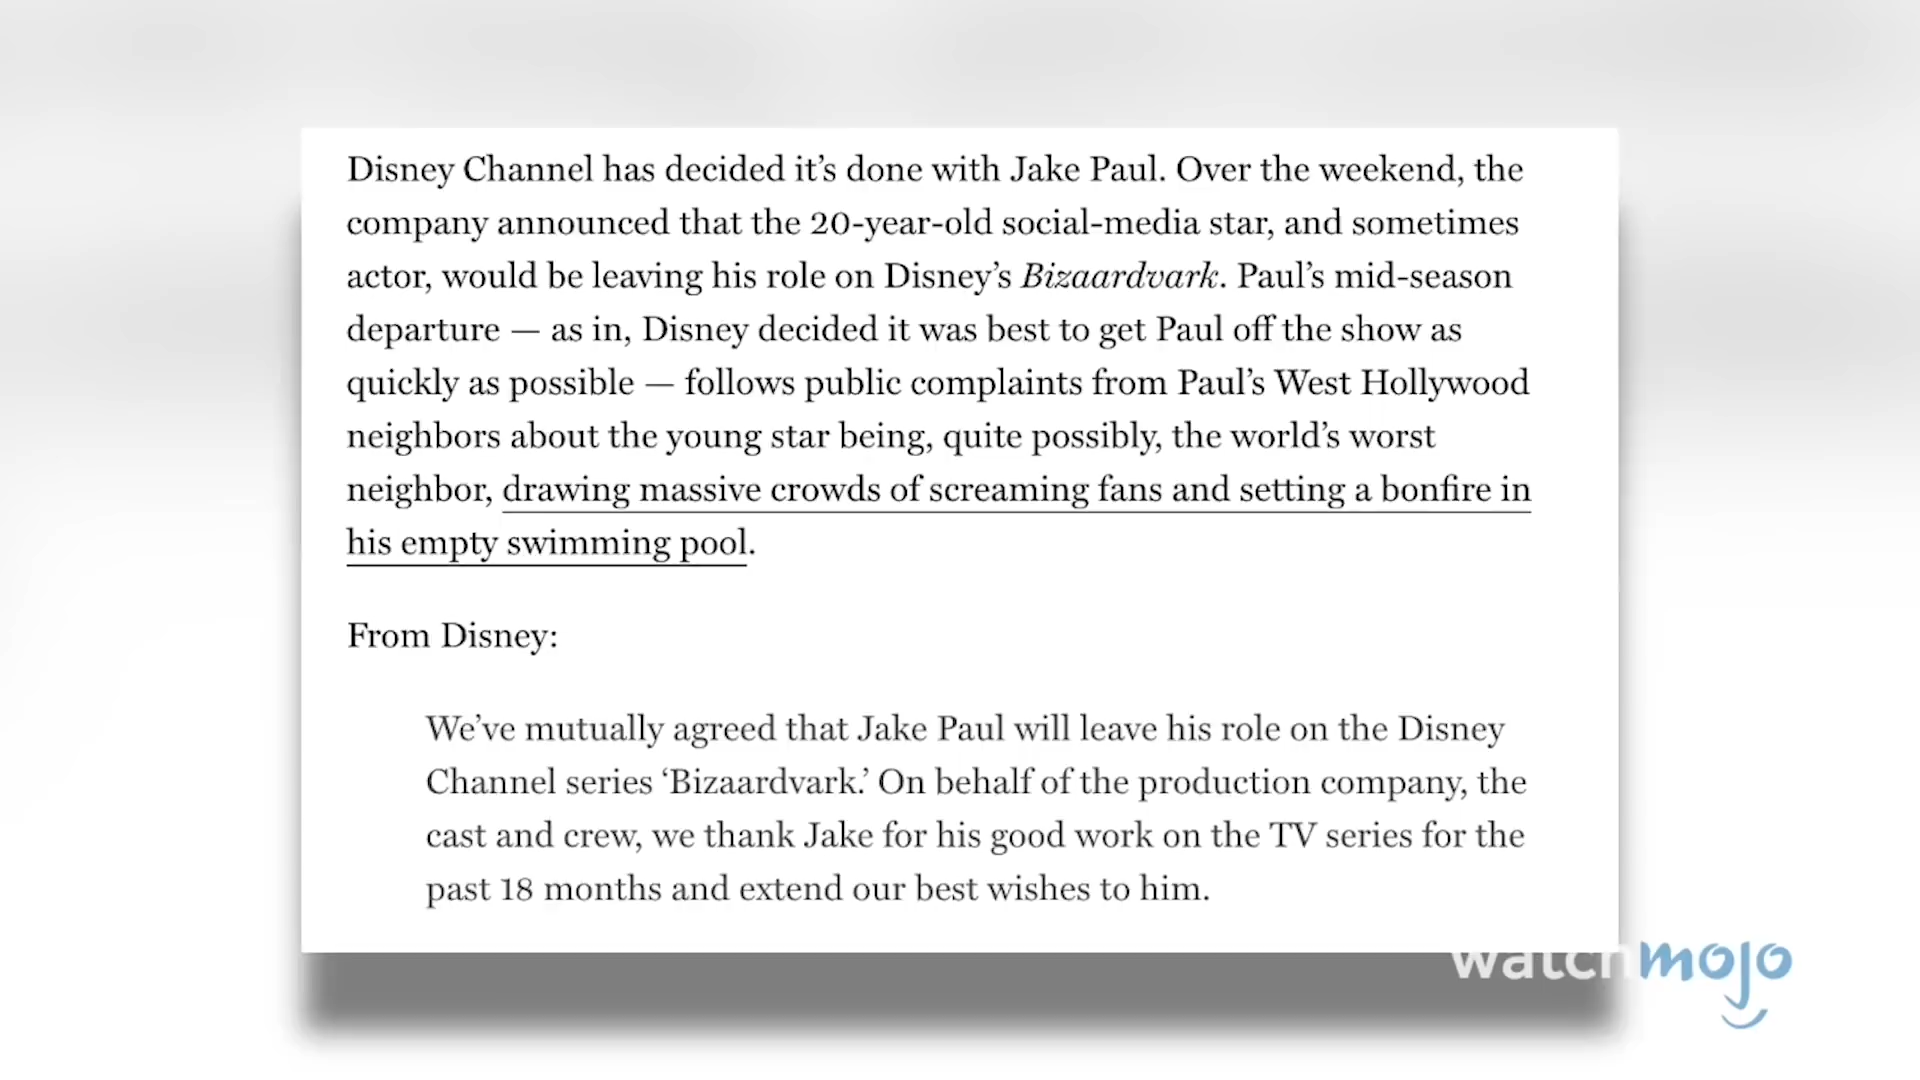 Disney Channel has decided it’s done with Jake Paul. Over the weekend, the
company announced that the 20-year-old social-media star, and sometimes
actor, would be leaving his role on Disney’s Bizaardvark. Paul’s mid-season
departure — as in, Disney decided it was best to get Paul off the show as
quickly as possible — follows public complaints from Paul’s West Hollywood
neighbors about the young star being, quite possibly, the world’s worst
neighbor, drawing massive crowds of screaming fans and setting a bonfire in
his empty swimming pool.
From Disney:
We’ve mutually agreed that Jake Paul will leave his role on the Disney
Channel series ‘Bizaardvark.’ On behalf of the production company, the
cast and crew, we thank Jake for his good work on the TV series for the
past 18 months and extend our best wishes to him.
watchmojo